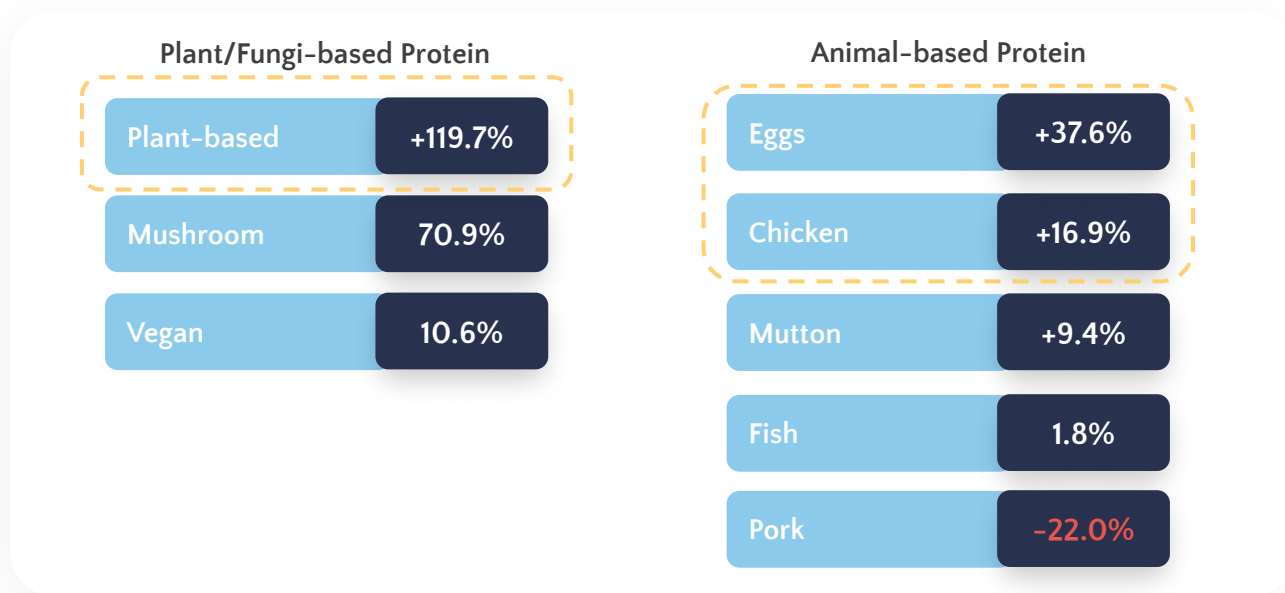 Plant/Fungi-based Protein
Plant-based +119.7%
Mushroom 70.9%
Vegan 10.6%
Animal-based Protein
Eggs +37.6%
Chicken +16.9%
Mutton +9.4%
Fish 1.8%
Pork -22.0%